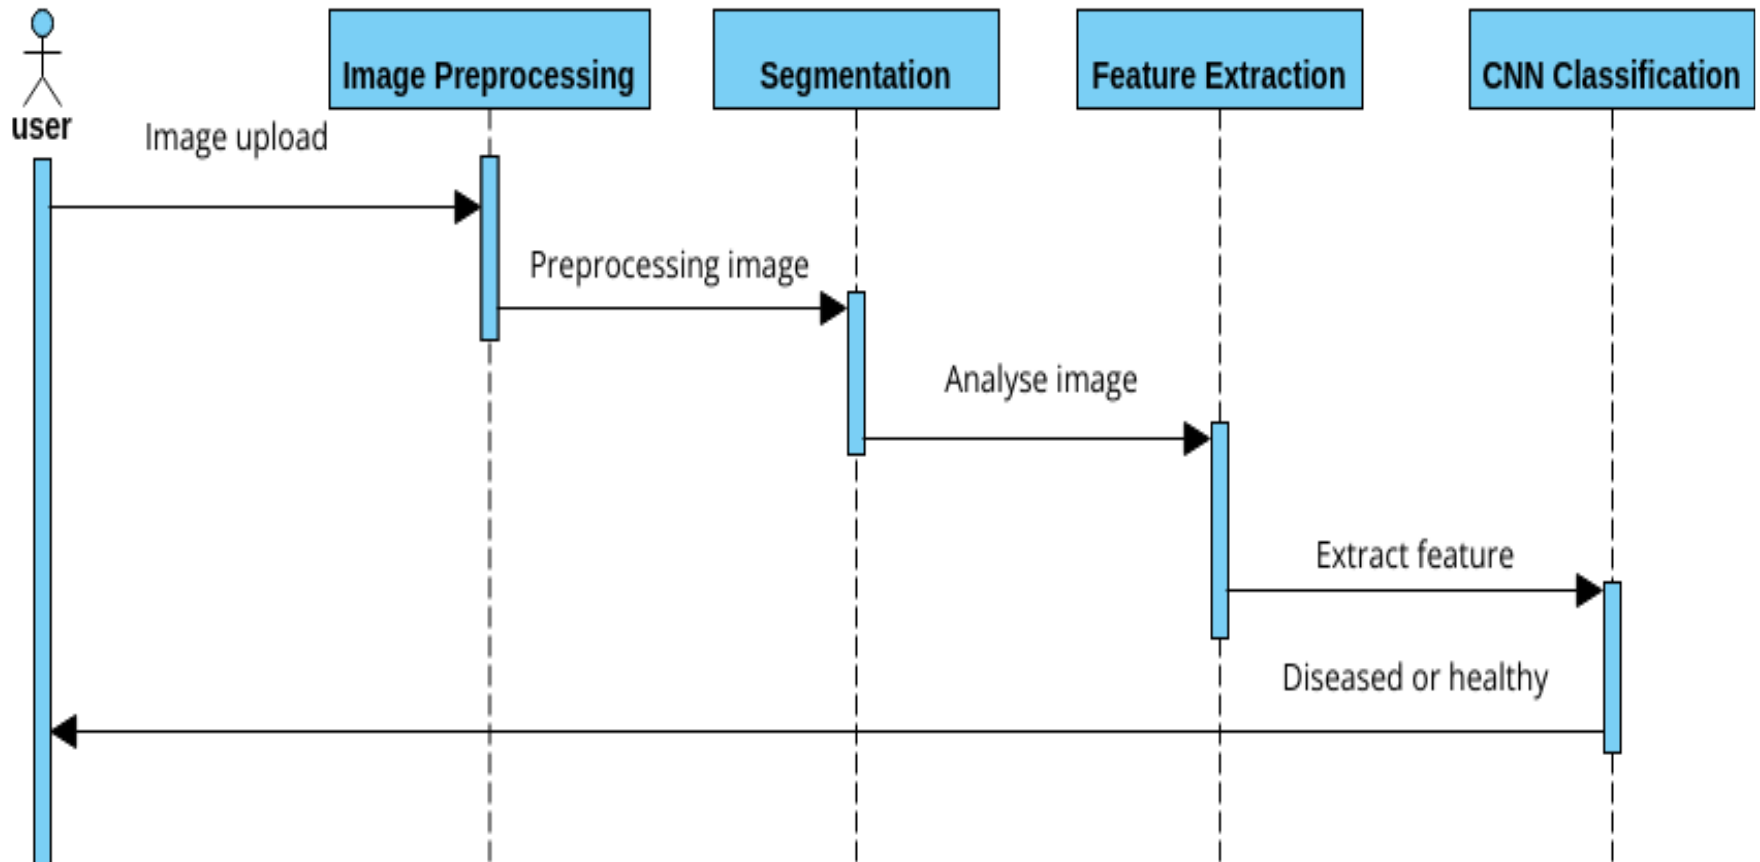 Image Preprocessing
Segmentation
Feature Extraction
CNN Classification
user
Image upload
Preprocessing image
Analyse image
Extract feature
Diseased or healthy